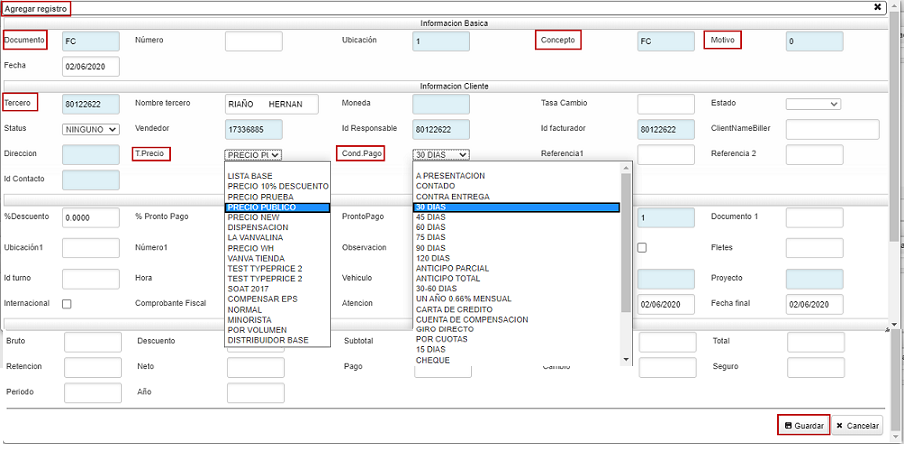 Agregar registro
Informacion Basica
Documento FC Número Ubicación 1 Concepto FC Motivo 0
Fecha 02/06/2020
Informacion Cliente
Tercero 80122622 Nombre tercero RIAÑO HERNAN Moneda Tasa Cambio Estado
Status NINGUNO Vendedor 17336885 Id Responsable 80122622 Id facturador 80122622 ClientNameBiller
Direccion T.Precio PRECIO PU Cond.Pago 30 DIAS Referencia1 Referencia 2
Id Contacto
LISTA BASE
PRECIO 10% DESCUENTO
PRECIO PRUEBA
PRECIO PUBLICO
PRECIO NEW
DISPENSACION
LA VANVALINA
PRECIO WH
VANVA TIENDA
TEST TYPEPRICE 2
TEST TYPEPRICE 2
SOAT 2017
COMPENSAR EPS
NORMAL
MINORISTA
POR VOLUMEN
DISTRIBUIDOR BASE
A PRESENTACION
CONTADO
CONTRA ENTREGA
30 DIAS
45 DIAS
60 DIAS
75 DIAS
90 DIAS
120 DIAS
ANTICIPO PARCIAL
ANTICIPO TOTAL
30-60 DIAS
UN AÑO 0.66% MENSUAL
CARTA DE CREDITO
CUENTA DE COMPENSACION
GIRO DIRECTO
POR CUOTAS
15 DIAS
CHEQUE
%Descuento 0.0000 % Pronto Pago ProntoPago 1 Documento 1
Ubicación1 Número1 Observacion Fletes
Id turno Hora Vehiculo Proyecto
Internacional Comprobante Fiscal Atencion 02/06/2020 Fecha final 02/06/2020
Bruto Descuento Subtotal Total
Retencion Neto Pago Cambio Seguro
Periodo Año
Guardar Cancelar